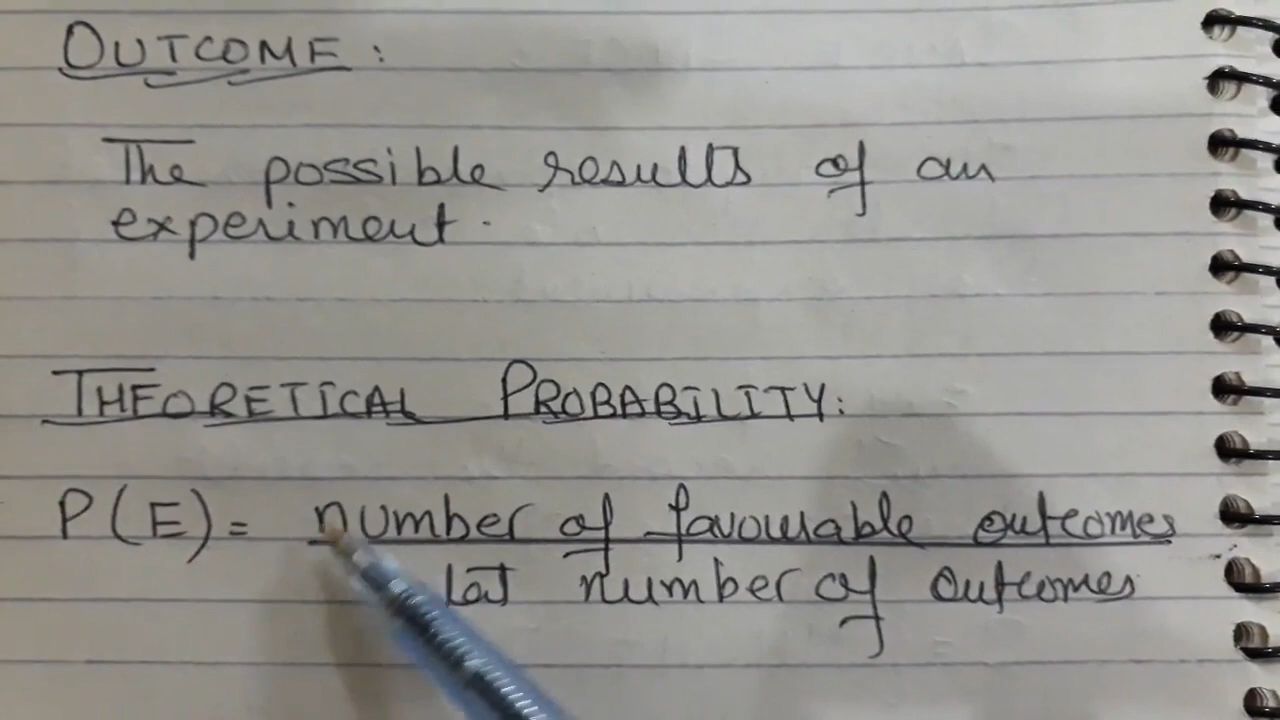 OUTCOME:
The possible results of an
experiment.
THEORETICAL PROBABILITY:
P(E) = number of favourable outcomes
number of outcomes